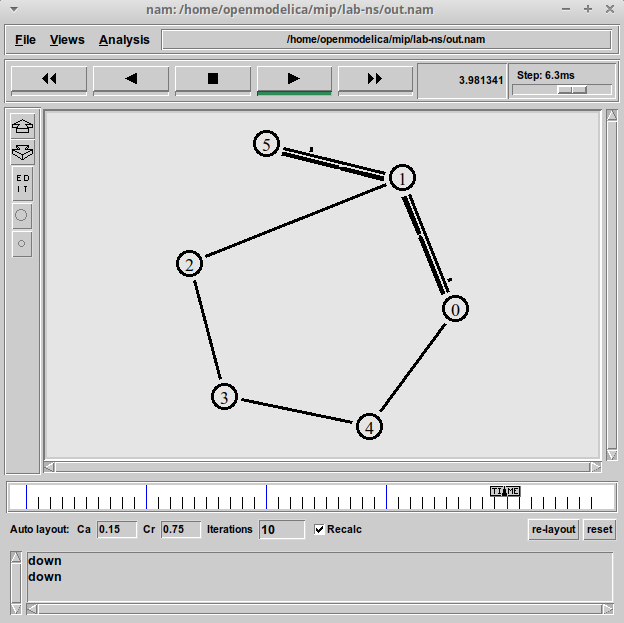 nam: /home/openmodelica/mip/lab-ns/out.nam
File Views Analysis /home/openmodelica/mip/lab-ns/out.nam
3.981341 Step: 6.3ms
ED
IT
5
1
2
0
3
4
TIME
Auto layout: Ca 0.15 Cr 0.75 Iterations 10 Recalc re-layout reset
down
down